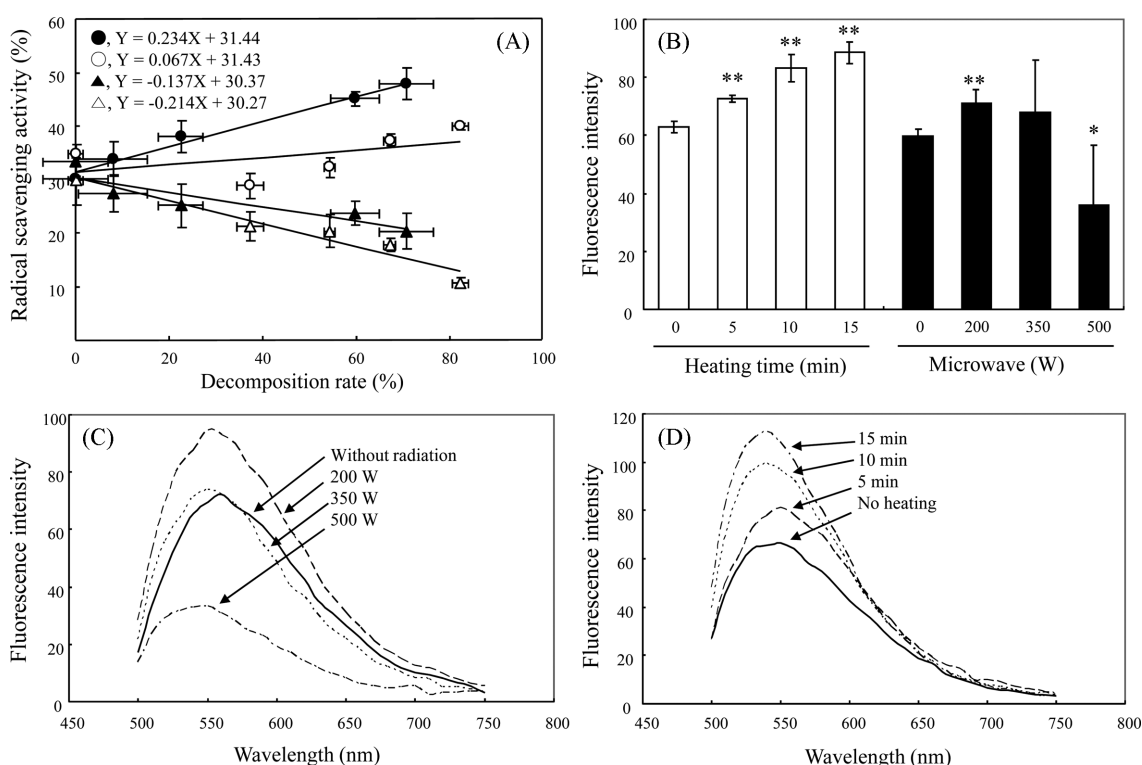 (A)
●, Y = 0.234X + 31.44
○, Y = 0.067X + 31.43
▲, Y = -0.137X + 30.37
△, Y = -0.214X + 30.27
60
50
40
30
20
10
0 20 40 60 80 100
Radical scavenging activity (%)
Decomposition rate (%)
(B)
100
80
60
40
20
0
** ** ** ** *
0 5 10 15 0 200 350 500
Heating time (min) Microwave (W)
Fluorescence intensity
(C)
Without radiation
200 W
350 W
500 W
100
80
60
40
20
0
450 500 550 600 650 700 750 800
Fluorescence intensity
Wavelength (nm)
(D)
15 min
10 min
5 min
No heating
120
100
80
60
40
20
0
450 500 550 600 650 700 750 800
Fluorescence intensity
Wavelength (nm)